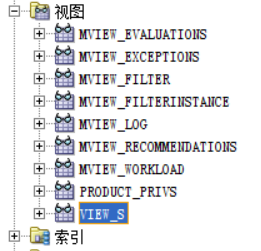 视图
MVIEW_EVALUATIONS
MVIEW_EXCEPTIONS
MVIEW_FILTER
MVIEW_FILTERINSTANCE
MVIEW_LOG
MVIEW_RECOMMENDATIONS
MVIEW_WORKLOAD
PRODUCT_PRIVS
VIEW_S
索引